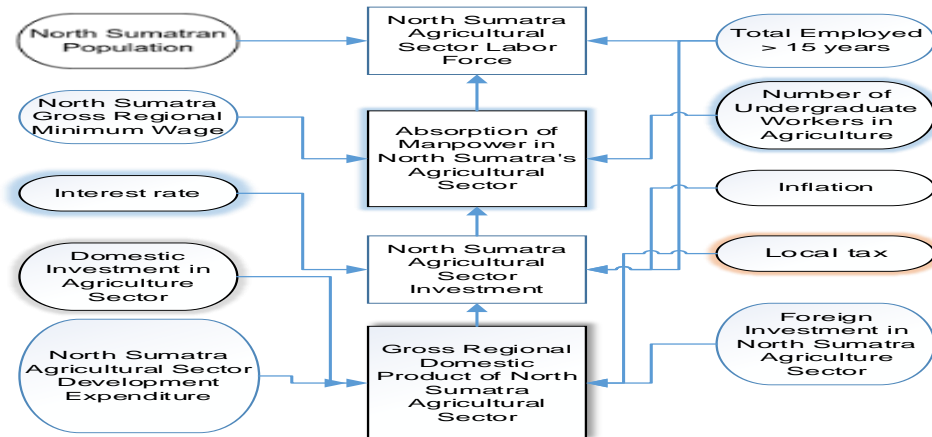 North Sumatran
Population
North Sumatra
Agricultural
Sector Labor
Force
Total Employed
> 15 years
North Sumatra
Gross Regional
Minimum Wage
Absorption of
Manpower in
North Sumatra's
Agricultural
Sector
Number of
Undergraduate
Workers in
Agriculture
Interest rate
Inflation
Domestic
Investment in
Agriculture
Sector
North Sumatra
Agricultural
Sector
Investment
Local tax
North Sumatra
Agricultural Sector
Development
Expenditure
Gross Regional
Domestic
Product of North
Sumatra
Agricultural
Sector
Foreign
Investment in
North Sumatra
Agriculture
Sector